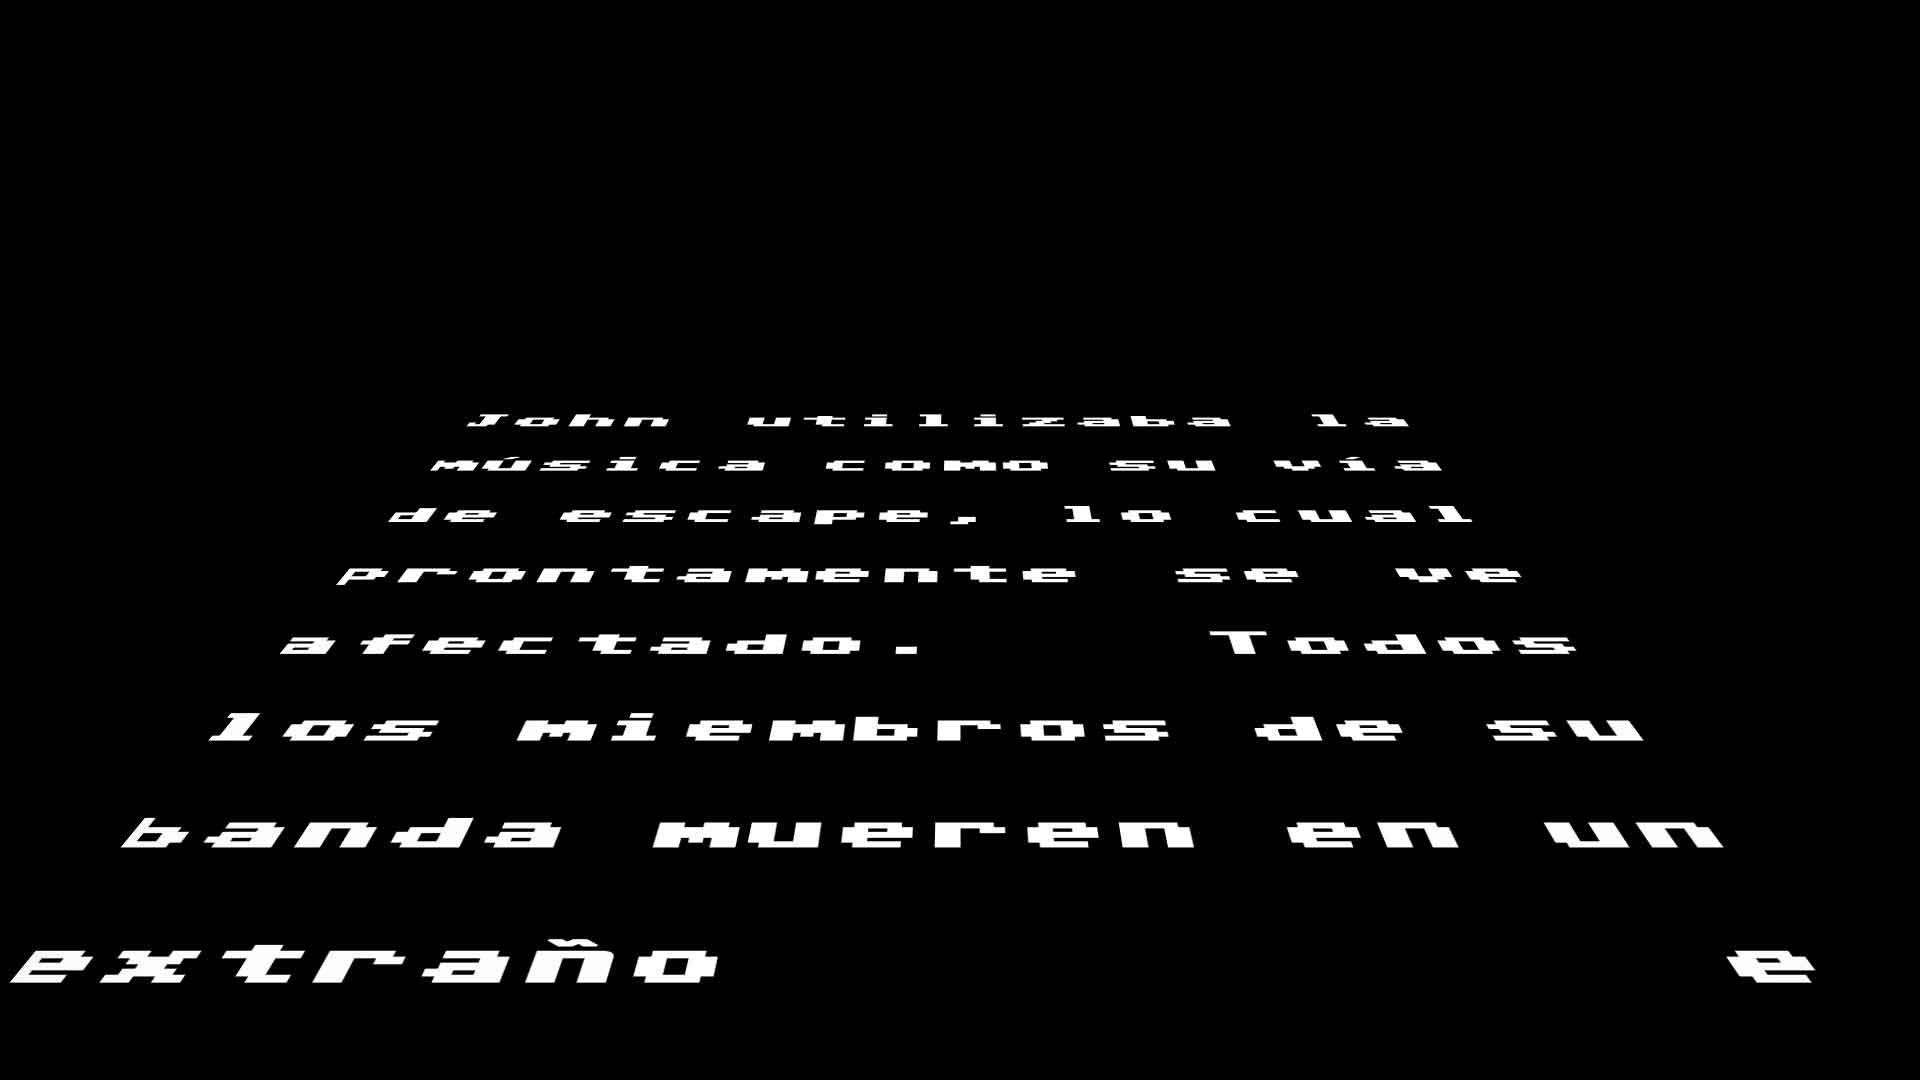 John utilizaba la
música como su vía
de escape, lo cual
prontamente se ve
afectado. Todos
los miembros de su
banda mueren en un
extraño e